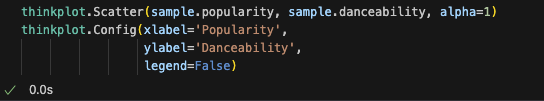 thinkplot.Scatter(sample.popularity, sample.danceability, alpha=1)
thinkplot.Config(xlabel='Popularity',
ylabel='Danceability',
legend=False)
0.0s